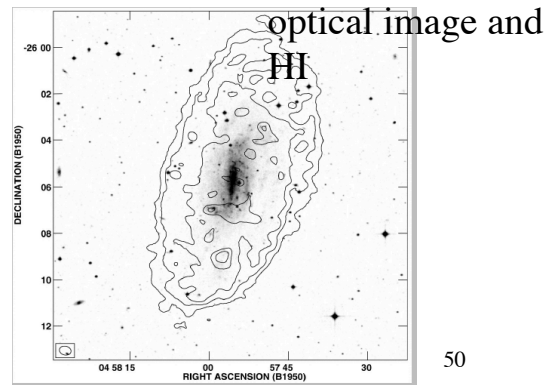 optical image and
HI
-26 00
02
04
06
08
10
12
DECLINATION (B1950)
04 58 15
00
57 45
30
RIGHT ASCENSION (B1950)
50